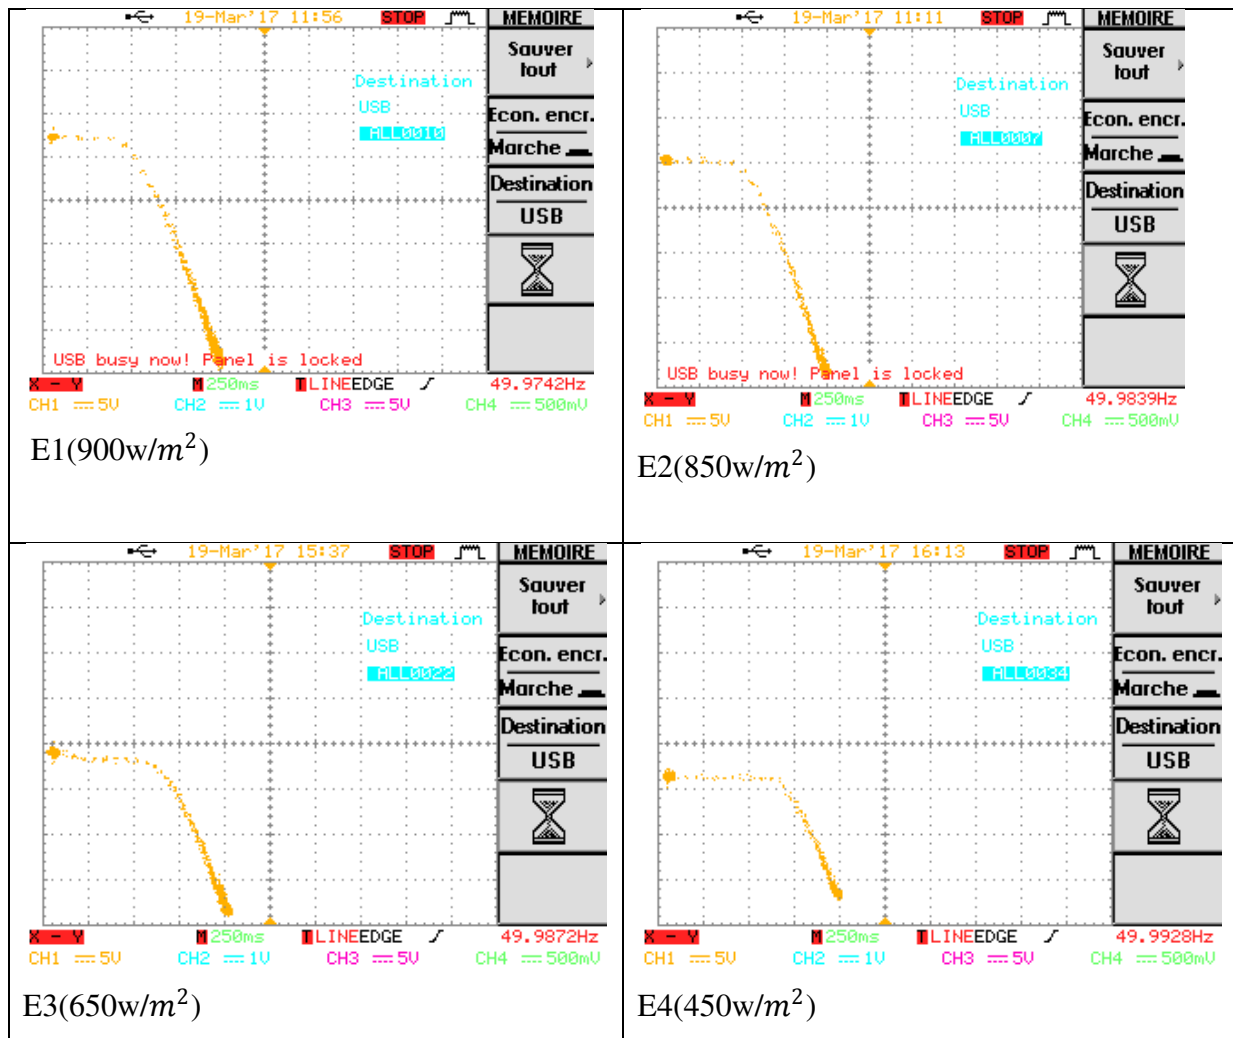 19-Mar'17 11:56 STOP MEMOIRE
Sauver
tout
Destination
USB
ALL0010
Econ. encr.
Marche
Destination
USB
USB busy now! Panel is locked
X - Y M 250ms T LINE EDGE 49.9742Hz
CH1 5V CH2 1V CH3 5V CH4 500mV
E1(900w/m²)
19-Mar'17 11:11 STOP MEMOIRE
Sauver
tout
Destination
USB
ALL0007
Econ. encr.
Marche
Destination
USB
USB busy now! Panel is locked
X - Y M 250ms T LINE EDGE 49.9839Hz
CH1 5V CH2 1V CH3 5V CH4 500mV
E2(850w/m²)
19-Mar'17 15:37 STOP MEMOIRE
Sauver
tout
Destination
USB
ALL0022
Econ. encr.
Marche
Destination
USB
X - Y M 250ms T LINE EDGE 49.9872Hz
CH1 5V CH2 1V CH3 5V CH4 500mV
E3(650w/m²)
19-Mar'17 16:13 STOP MEMOIRE
Sauver
tout
Destination
USB
ALL0034
Econ. encr.
Marche
Destination
USB
X - Y M 250ms T LINE EDGE 49.9928Hz
CH1 5V CH2 1V CH3 5V CH4 500mV
E4(450w/m²)